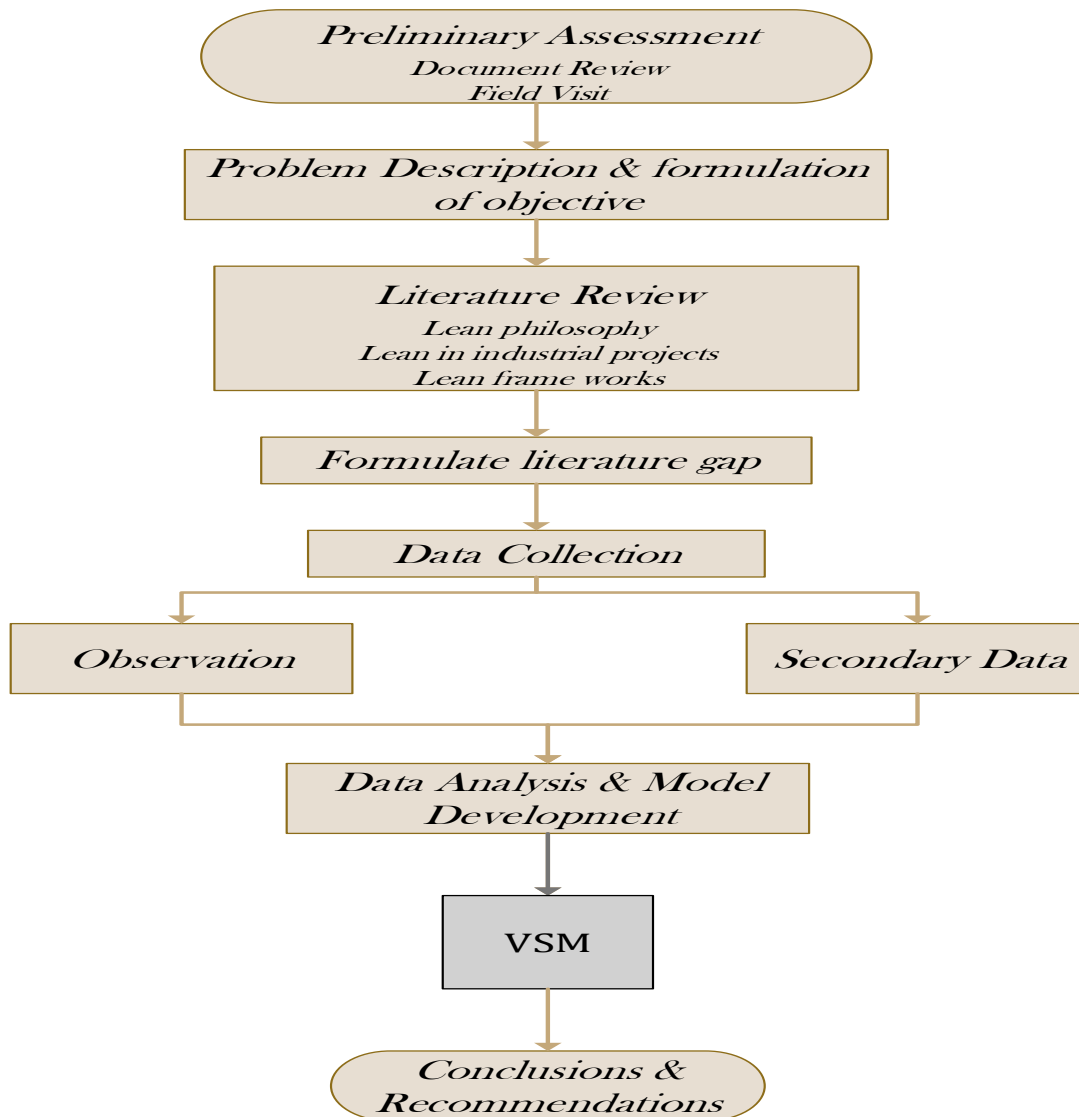 Preliminary Assessment
Document Review
Field Visit
Problem Description & formulation
of objective
Literature Review
Lean philosophy
Lean in industrial projects
Lean frame works
Formulate literature gap
Data Collection
Observation
Secondary Data
Data Analysis & Model
Development
VSM
Conclusions &
Recommendations